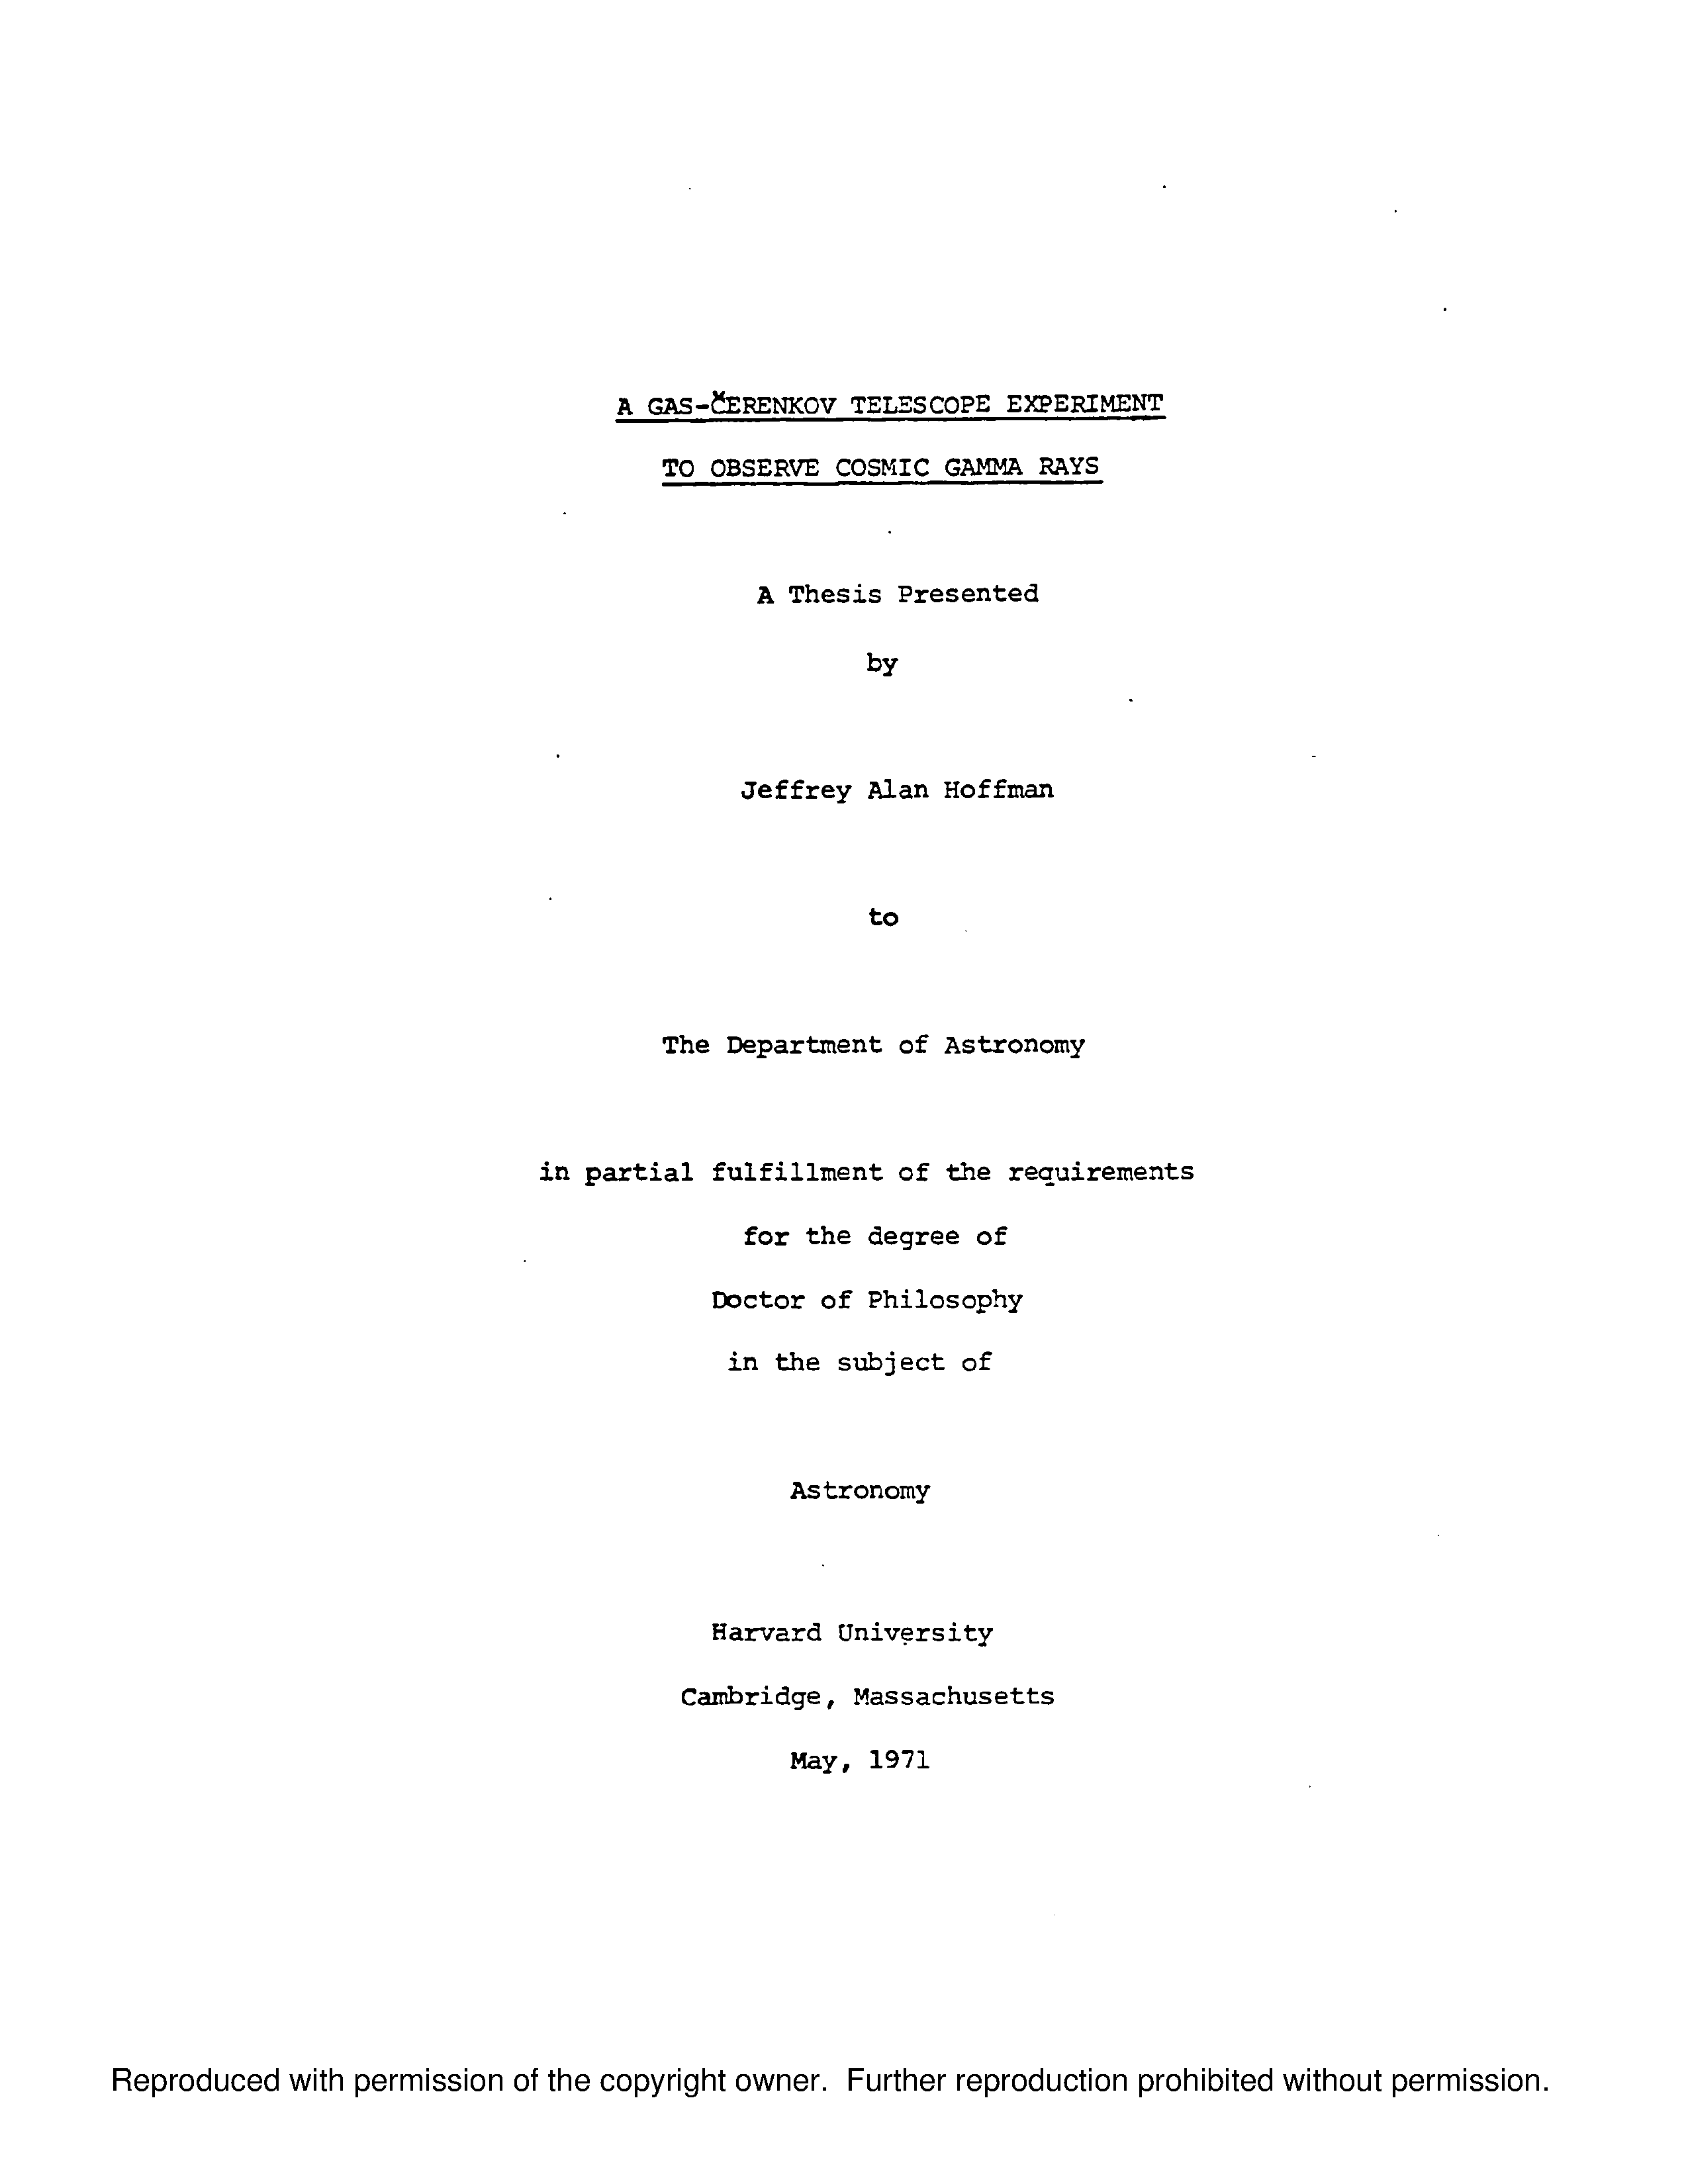 A GAS-ČERENKOV TELESCOPE EXPERIMENT
TO OBSERVE COSMIC GAMMA RAYS
A Thesis Presented
by
Jeffrey Alan Hoffman
to
The Department of Astronomy
in partial fulfillment of the requirements
for the degree of
Doctor of Philosophy
in the subject of
Astronomy
Harvard University
Cambridge, Massachusetts
May, 1971
Reproduced with permission of the copyright owner. Further reproduction prohibited without permission.